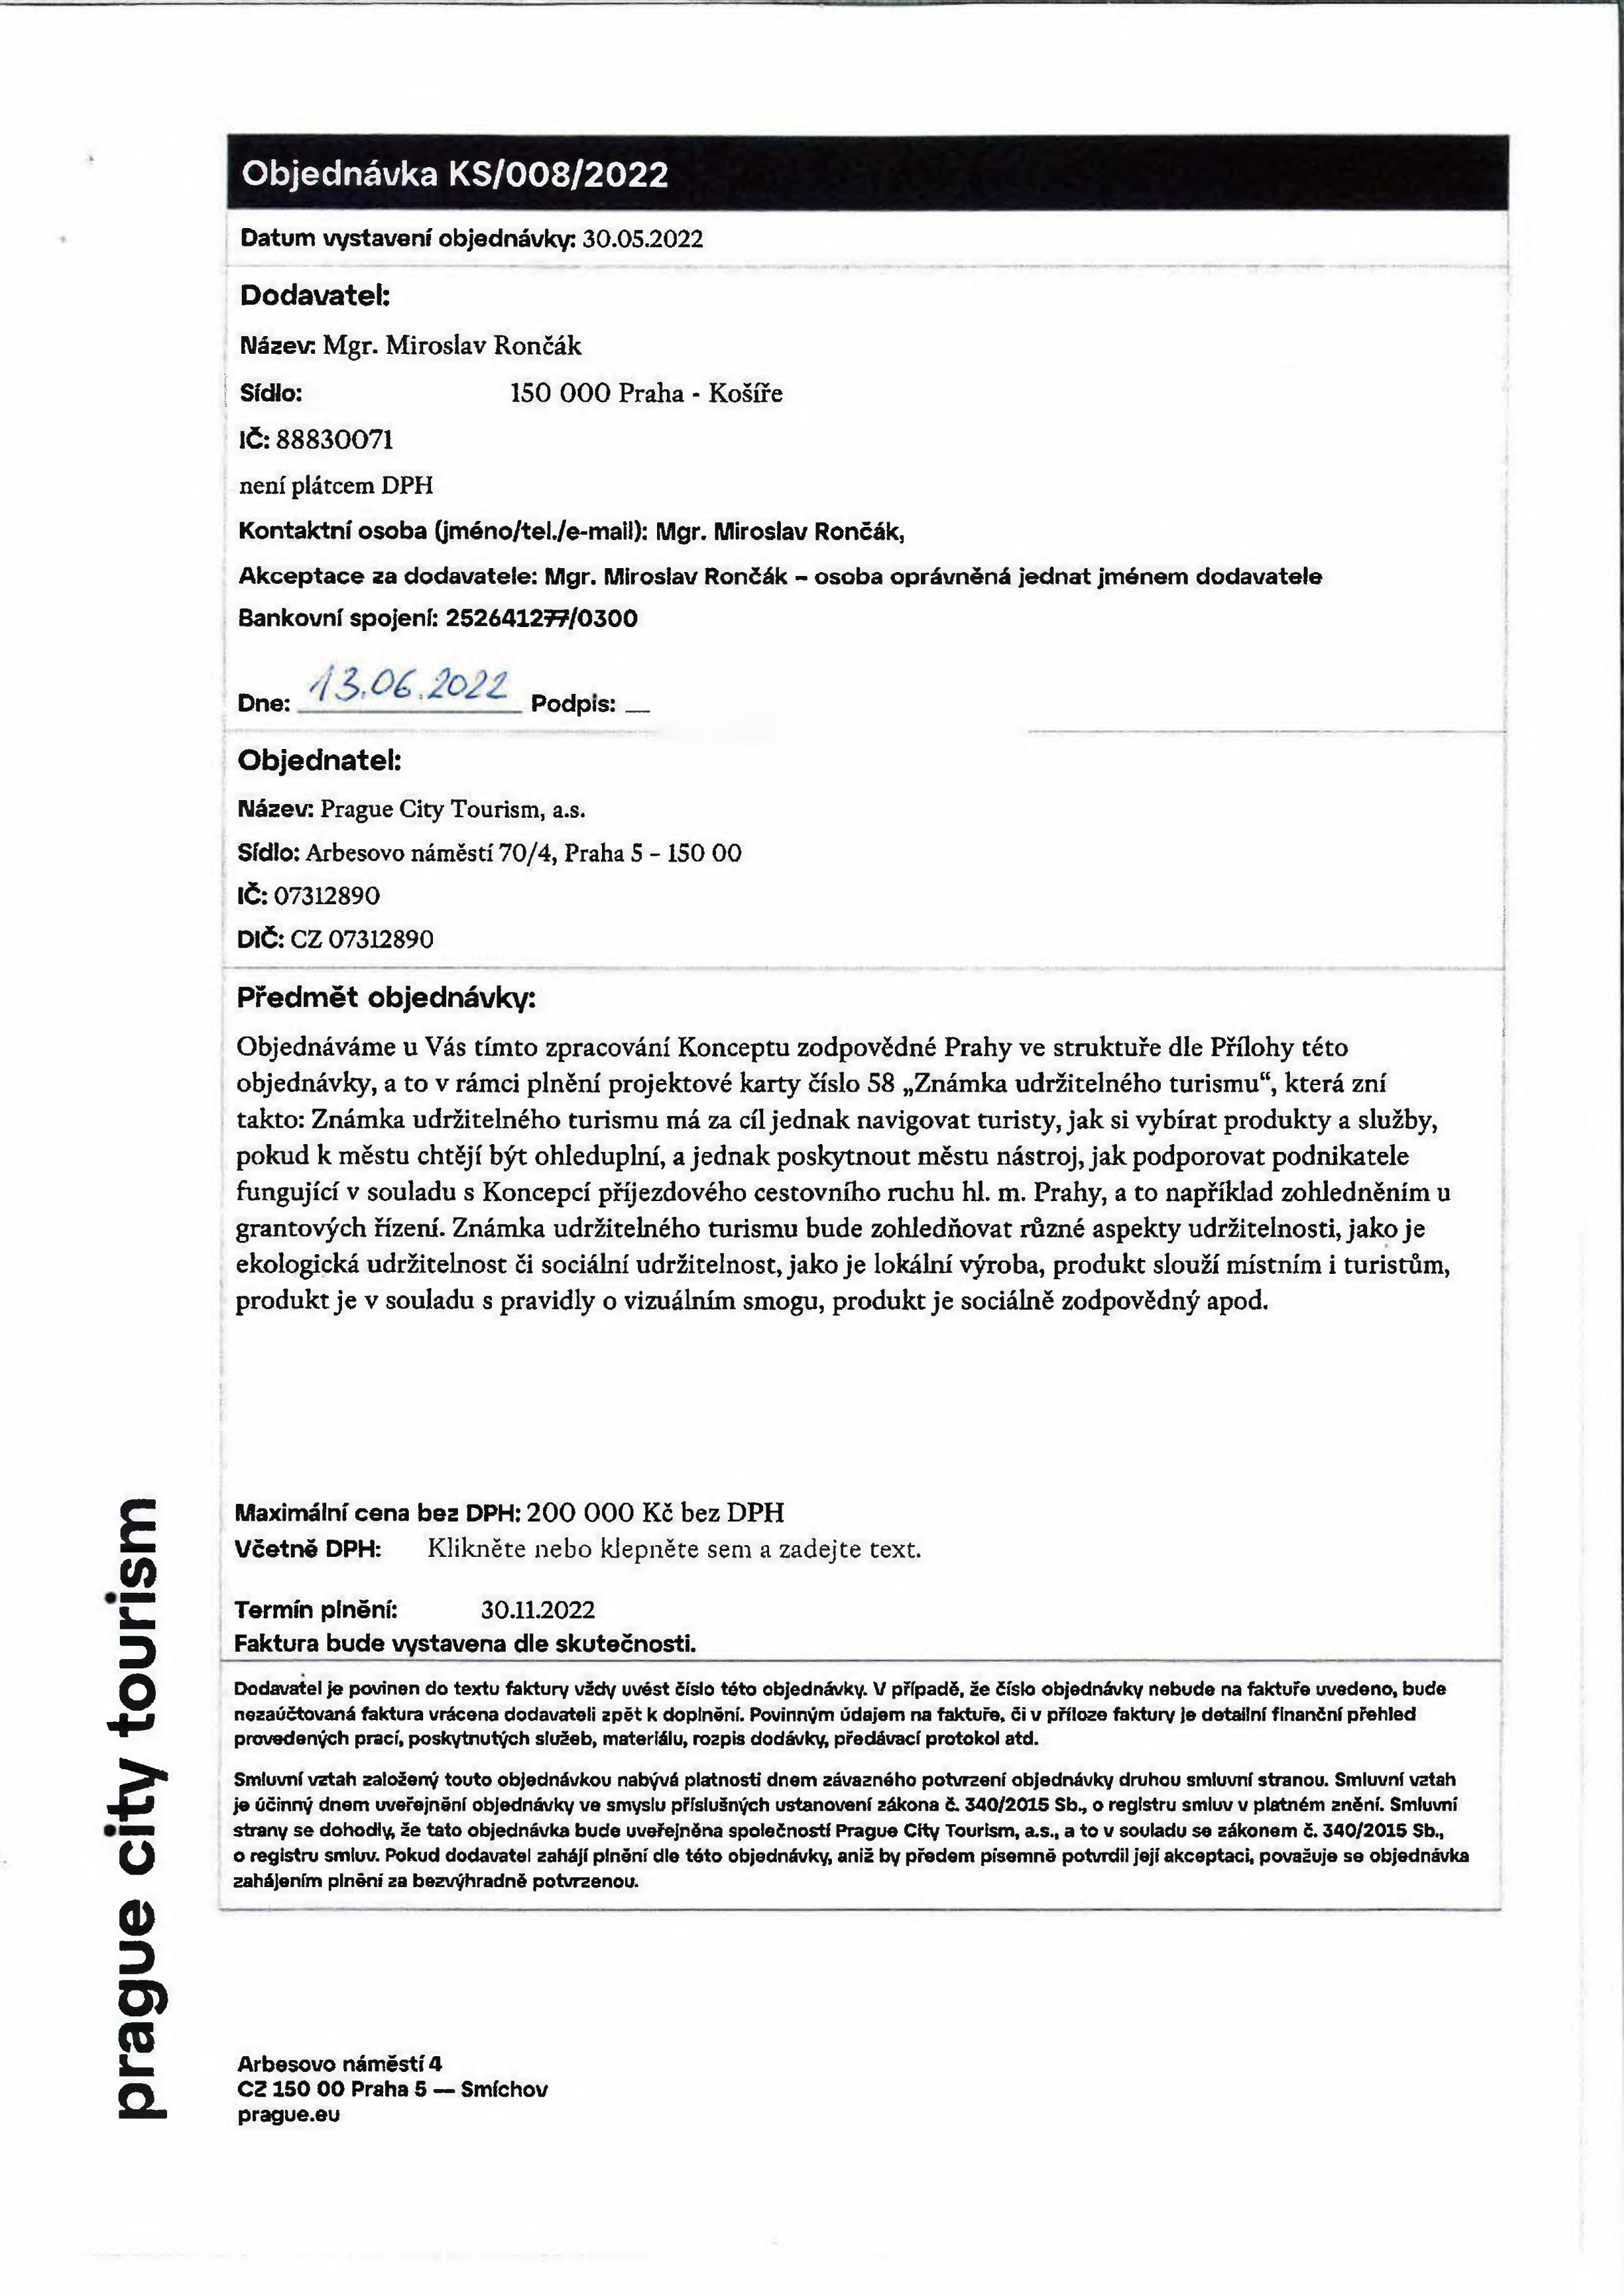 Objednávka KS/008/2022
Datum vystavení objednávky: 30.05.2022
Dodavatel:
Název: Mgr. Miroslav Rončák
Sídlo: 150 000 Praha - Košíře
IČ: 88830071
není plátcem DPH
Kontaktní osoba (jméno/tel./e-mail): Mgr. Miroslav Rončák,
Akceptace za dodavatele: Mgr. Miroslav Rončák – osoba oprávněná jednat jménem dodavatele
Bankovní spojení: 252641277/0300
Dne: 13.06.2022 Podpis:
Objednatel:
Název: Prague City Tourism, a.s.
Sídlo: Arbesovo náměstí 70/4, Praha 5 – 150 00
IČ: 07312890
DIČ: CZ 07312890
Předmět objednávky:
Objednáváme u Vás tímto zpracování Konceptu zodpovědné Prahy ve struktuře dle Přílohy této
objednávky, a to v rámci plnění projektové karty číslo 58 „Známka udržitelného turismu“, která zní
takto: Známka udržitelného turismu má za cíl jednak navigovat turisty, jak si vybírat produkty a služby,
pokud k městu chtějí být ohleduplní, a jednak poskytnout městu nástroj, jak podporovat podnikatele
fungující v souladu s Koncepcí příjezdového cestovního ruchu hl. m. Prahy, a to například zohledněním u
grantových řízení. Známka udržitelného turismu bude zohledňovat různé aspekty udržitelnosti, jako je
ekologická udržitelnost či sociální udržitelnost, jako je lokální výroba, produkt slouží místním i turistům,
produkt je v souladu s pravidly o vizuálním smogu, produkt je sociálně zodpovědný apod.
Maximální cena bez DPH: 200 000 Kč bez DPH
Včetně DPH: Klikněte nebo klepněte sem a zadejte text.
Termín plnění: 30.11.2022
Faktura bude vystavena dle skutečnosti.
Dodavatel je povinen do textu faktury vždy uvést číslo této objednávky. V případě, že číslo objednávky nebude na faktuře uvedeno, bude
nezaúčtovaná faktura vrácena dodavateli zpět k doplnění. Povinným údajem na faktuře, či v příloze faktury je detailní finanční přehled
provedených prací, poskytnutých služeb, materiálu, rozpis dodávky, předávací protokol atd.
Smluvní vztah založený touto objednávkou nabývá platnosti dnem závazného potvrzení objednávky druhou smluvní stranou. Smluvní vztah
je účinný dnem uveřejnění objednávky ve smyslu příslušných ustanovení zákona č. 340/2015 Sb., o registru smluv v platném znění. Smluvní
strany se dohodly, že tato objednávka bude uveřejněna společností Prague City Tourism, a.s., a to v souladu se zákonem č. 340/2015 Sb.,
o registru smluv. Pokud dodavatel zahájí plnění dle této objednávky, aniž by předem písemně potvrdil její akceptaci, považuje se objednávka
zahájením plnění za bezvýhradně potvrzenou.
prague city tourism
Arbesovo náměstí 4
CZ 150 00 Praha 5 — Smíchov
prague.eu